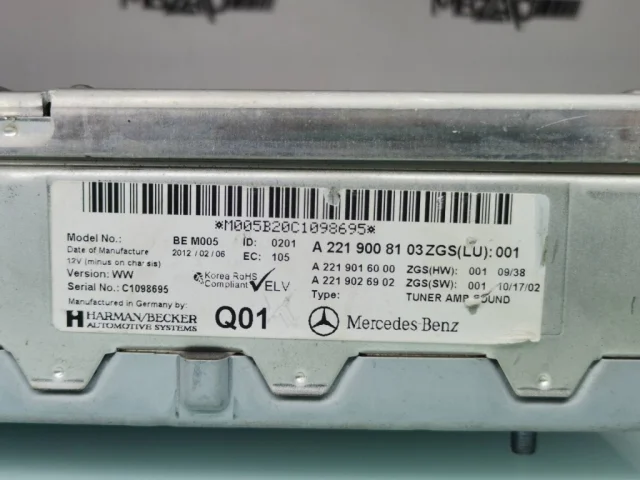 *M005B20C1098695*
Model No.: BE M005 ID: 0201 A 221 900 81 03 ZGS(LU): 001
Date of Manufacture 2012 / 02 / 06 EC: 105
12V (minus on chassis) A 221 901 60 00 ZGS(HW): 001 09/38
Version: WW Korea RoHS Compliant ELV A 221 902 69 02 ZGS(SW): 001 10/17/02
Serial No.: C1098695 Type: TUNER AMP SOUND
Manufactured in Germany by:
HARMAN/BECKER
AUTOMOTIVE SYSTEMS Q01 Mercedes Benz